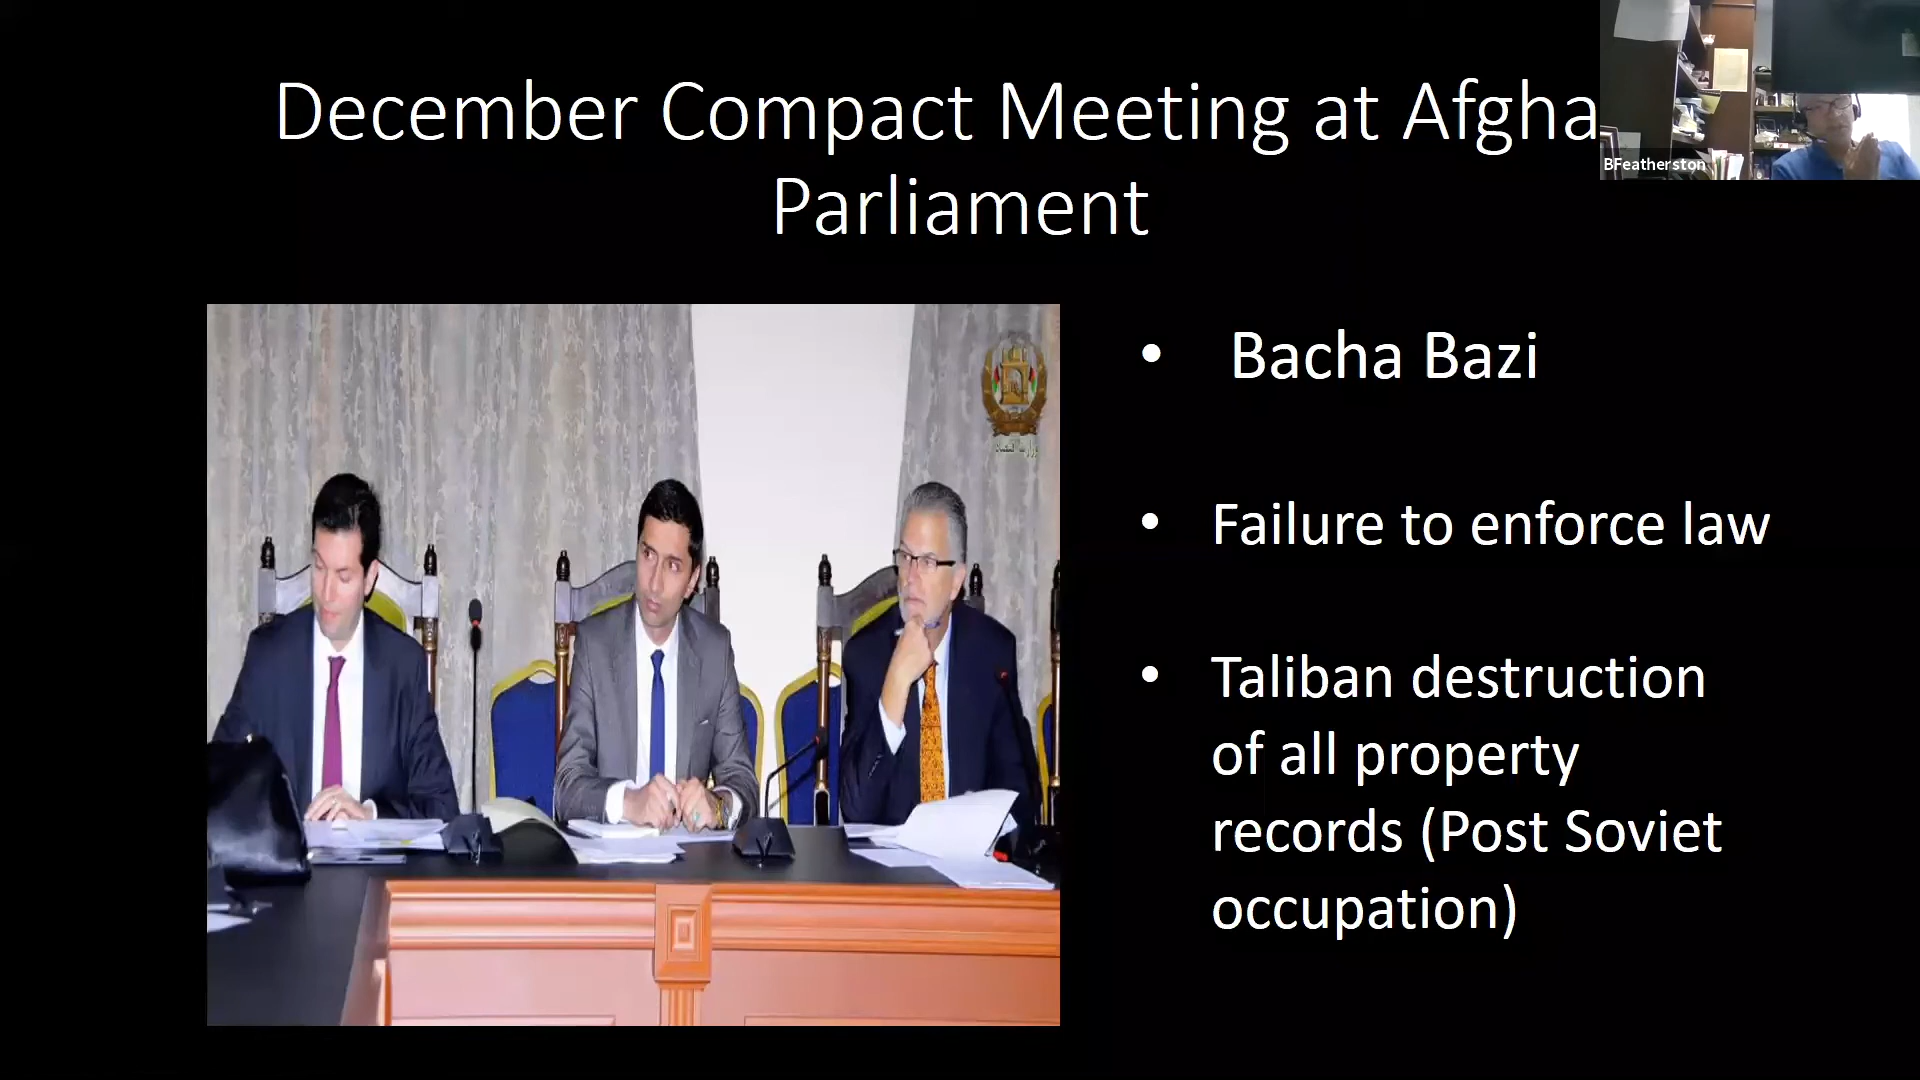 December Compact Meeting at Afgha
Parliament
BFeatherston
• Bacha Bazi
• Failure to enforce law
• Taliban destruction
of all property
records (Post Soviet
occupation)